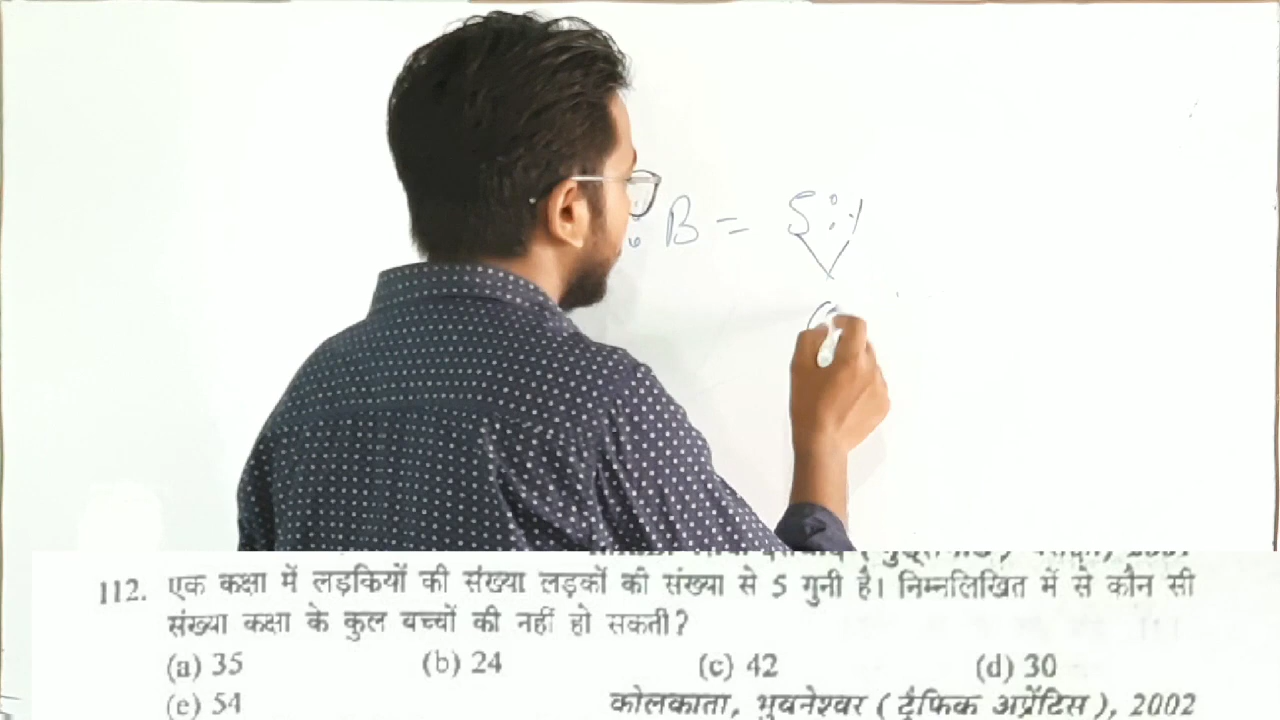 : B = 5 : 1
112. एक कक्षा में लड़कियों की संख्या लड़कों की संख्या से 5 गुनी है। निम्नलिखित में से कौन सी
संख्या कक्षा के कुल बच्चों की नहीं हो सकती?
(a) 35 (b) 24 (c) 42 (d) 30
(e) 54 कोलकाता, भुवनेश्वर ( ट्रैफिक अप्रेंटिस ), 2002